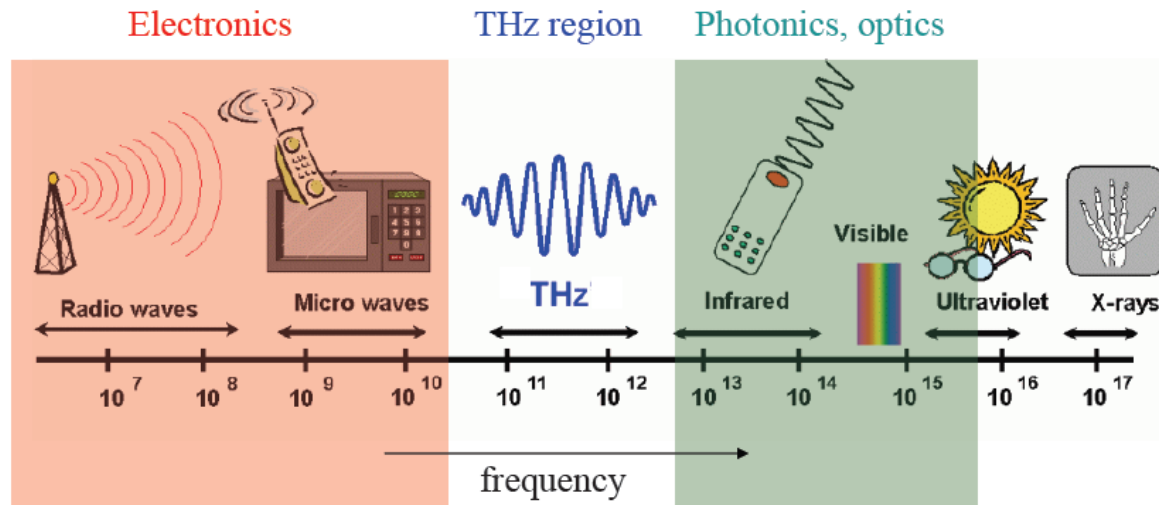 Electronics THz region Photonics, optics
Visible
Radio waves Micro waves THz Infrared Ultraviolet X-rays
10^7 10^8 10^9 10^10 10^11 10^12 10^13 10^14 10^15 10^16 10^17
frequency